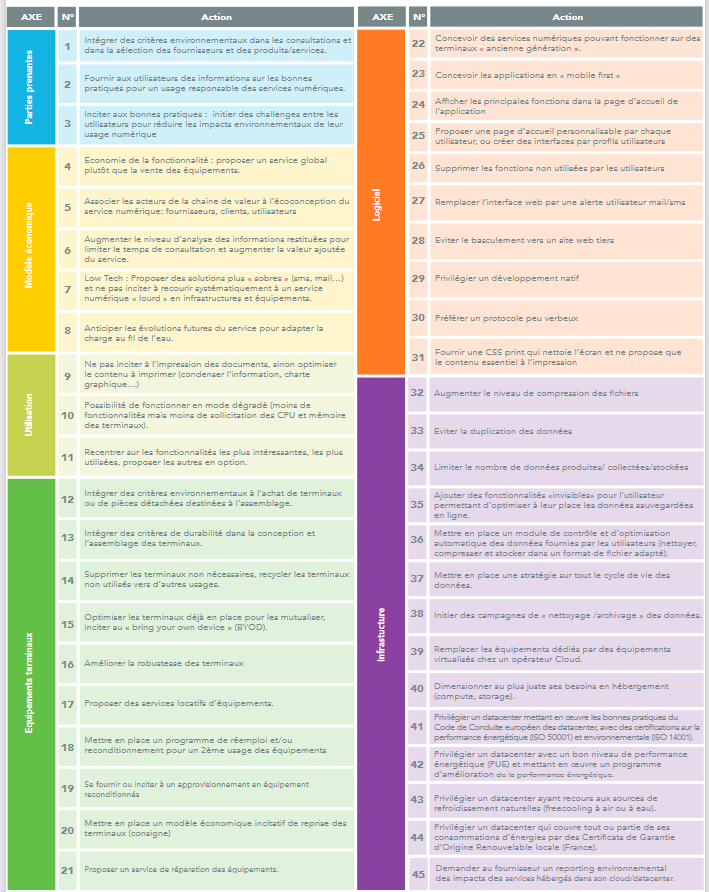 AXE N° Action
Parties prenantes
1 Intégrer des critères environnementaux dans les consultations et
dans la sélection des fournisseurs et des produits/services.
2 Fournir aux utilisateurs des informations sur les bonnes
pratiques pour un usage responsable des services numériques.
3 Inciter aux bonnes pratiques : initier des challenges entre les
utilisateurs pour réduire les impacts environnementaux de leur
usage numérique
Modèle économique
4 Economie de la fonctionnalité : proposer un service global
plutôt que la vente des équipements.
5 Associer les acteurs de la chaine de valeur à l'écoconception du
service numérique: fournisseurs, clients, utilisateurs
6 Augmenter le niveau d'analyse des informations restituées pour
limiter le temps de consultation et augmenter la valeur ajoutée
du service.
7 Low Tech : Proposer des solutions plus « sobres » (sms, mail...)
et ne pas inciter à recourir systématiquement à un service
numérique « lourd » en infrastructures et équipements.
8 Anticiper les évolutions futures du service pour adapter la
charge au fil de l'eau.
Utilisation
9 Ne pas inciter à l'impression des documents, sinon optimiser
le contenu à imprimer (condenser l'information, charte
graphique...)
10 Possibilité de fonctionner en mode dégradé (moins de
fonctionnalités mais moins de sollicitation des CPU et mémoire
des terminaux).
11 Recentrer sur les fonctionnalités les plus intéressantes, les plus
utilisées, proposer les autres en option.
Equipements terminaux
12 Intégrer des critères environnementaux à l'achat de terminaux
ou de pièces détachées destinées à l'assemblage.
13 Intégrer des critères de durabilité dans la conception et
l'assemblage des terminaux.
14 Supprimer les terminaux non nécessaires, recycler les terminaux
non utilisés vers d'autres usages.
15 Optimiser les terminaux déjà en place pour les mutualiser,
inciter au « bring your own device » (BYOD).
16 Améliorer la robustesse des terminaux
17 Proposer des services locatifs d'équipements.
18 Mettre en place un programme de réemploi et/ou
reconditionnement pour un 2ème usage des équipements
19 Se fournir ou inciter à un approvisionnement en équipement
reconditionnés
20 Mettre en place un modèle économique incitatif de reprise des
terminaux (consigne)
21 Proposer un service de réparation des équipements.
AXE N° Action
Logiciel
22 Concevoir des services numériques pouvant fonctionner sur des
terminaux « ancienne génération ».
23 Concevoir les applications en « mobile first »
24 Afficher les principales fonctions dans la page d'accueil de
l'application
25 Proposer une page d'accueil personnalisable par chaque
utilisateur, ou créer des interfaces par profils utilisateurs
26 Supprimer les fonctions non utilisées par les utilisateurs
27 Remplacer l'interface web par une alerte utilisateur mail/sms
28 Eviter le basculement vers un site web tiers
29 Privilégier un développement natif
30 Préférer un protocole peu verbeux
31 Fournir une CSS print qui nettoie l'écran et ne propose que
le contenu essentiel à l'impression
Infrastucture
32 Augmenter le niveau de compression des fichiers
33 Eviter la duplication des données
34 Limiter le nombre de données produites/ collectées/stockées
35 Ajouter des fonctionnalités «invisibles» pour l'utilisateur
permettant d'optimiser à leur place les données sauvegardées
en ligne.
36 Mettre en place un module de contrôle et d'optimisation
automatique des données fournies par les utilisateurs (nettoyer,
compresser et stocker dans un format de fichier adapté).
37 Mettre en place une stratégie sur tout le cycle de vie des
données.
38 Initier des campagnes de « nettoyage /archivage » des données.
39 Remplacer les équipements dédiés par des équipements
virtualisés chez un opérateur Cloud.
40 Dimensionner au plus juste ses besoins en hébergement
(compute, storage).
41 Privilégier un datacenter mettant en œuvre les bonnes pratiques du
Code de Conduite européen des datacenter, avec des certifications sur la
performance énergétique (ISO 50001) et environnementale (ISO 14001).
42 Privilégier un datacenter avec un bon niveau de performance
énergétique (PUE) et mettant en œuvre un programme
d'amélioration de la performance énergétique.
43 Privilégier un datacenter ayant recours aux sources de
refroidissement naturelles (freecooling à air ou à eau).
44 Privilégier un datacenter qui couvre tout ou partie de ses
consommations d'énergies par des Certificats de Garantie
d'Origine Renouvelable locale (France).
45 Demander au fournisseur un reporting environnemental
des impacts des services hébergés dans son cloud/datacenter.